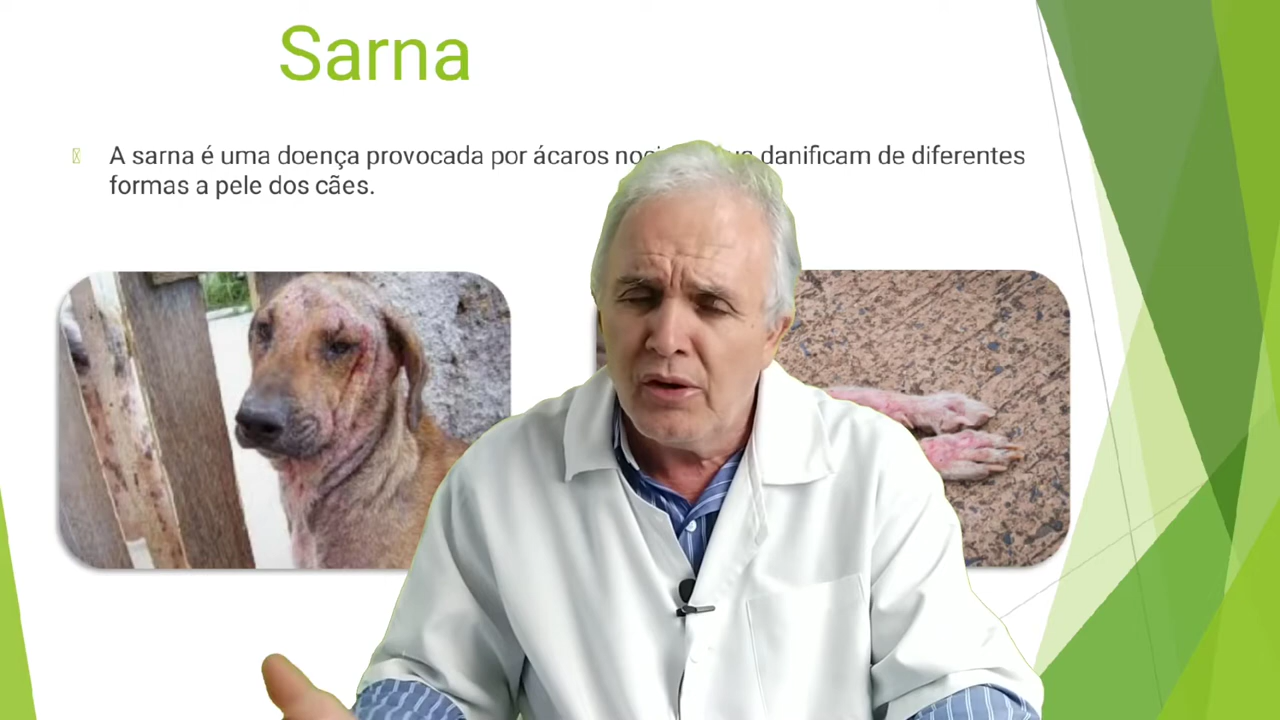 Sarna
A sarna é uma doença provocada por ácaros danificam de diferentes
formas a pele dos cães.